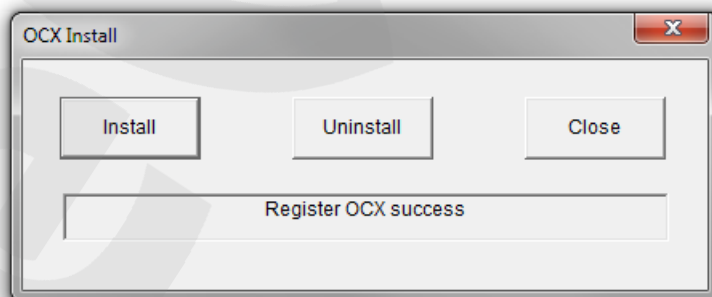 OCX Install
Install Uninstall Close
Register OCX success